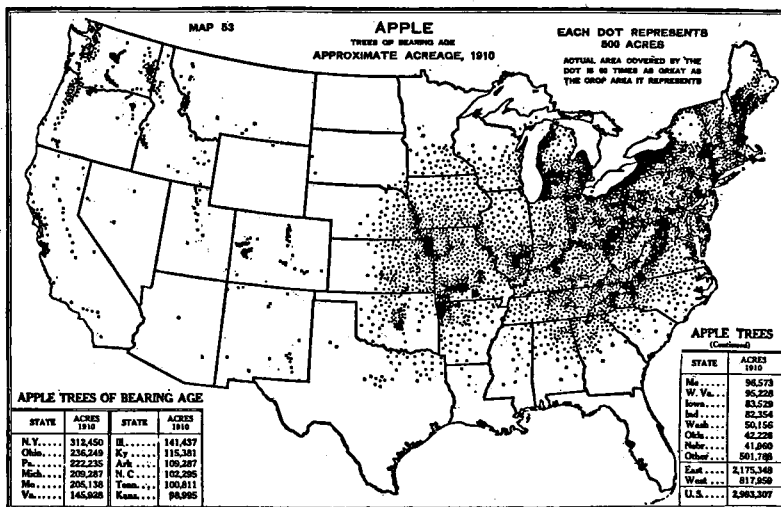 MAP 53
APPLE
TREES OF BEARING AGE
APPROXIMATE ACREAGE, 1910
EACH DOT REPRESENTS
500 ACRES
ACTUAL AREA COVERED BY THE
DOT IS TIMES AS GREAT AS
THE CROP AREA IT REPRESENTS
APPLE TREES OF BEARING AGE
STATE ACRES 1910 STATE ACRES 1910
N.Y..... 312,450 Ill..... 141,437
Ohio.... 236,249 Ky..... 115,381
Pa...... 222,235 Ark.... 109,287
Mich.... 209,287 N. C... 102,295
Mo...... 205,138 Tenn... 100,811
Va...... 145,928 Kans... 98,995
APPLE TREES
(Continued)
STATE ACRES 1910
Me..... 96,573
W. Va... 95,228
Iowa.... 83,529
Ind..... 82,354
Wash.... 50,156
Okla.... 42,228
Nebr.... 41,860
Other... 501,788
East.... 2,175,348
West.... 817,959
U.S..... 2,993,307